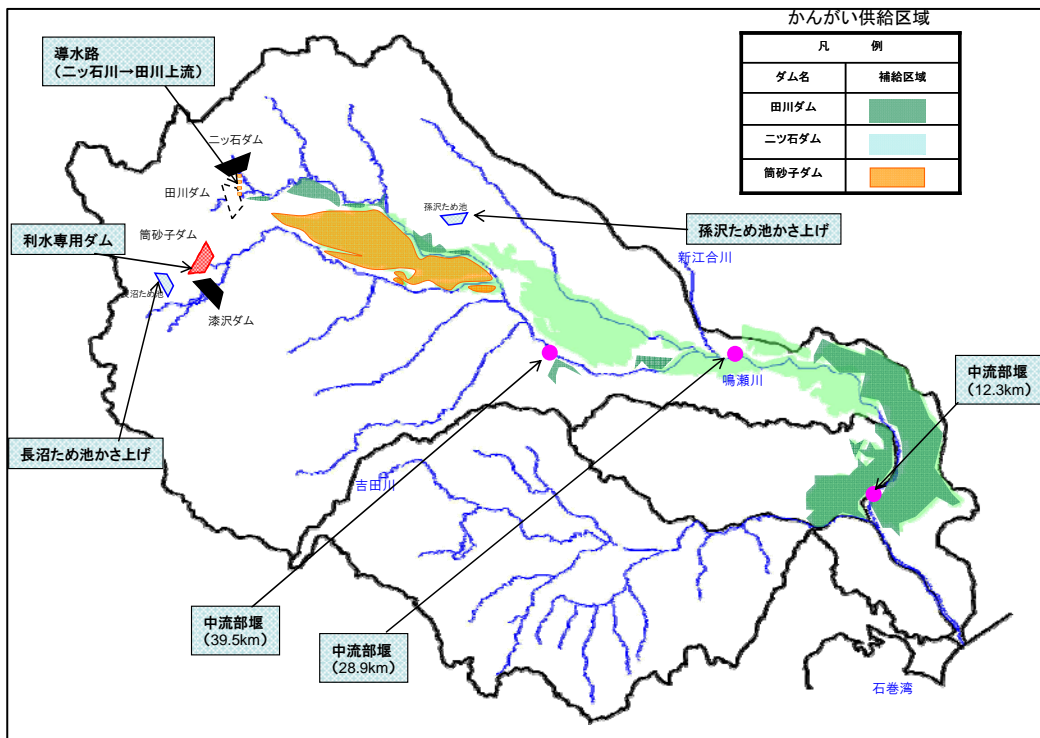 かんがい供給区域
凡 例
ダム名 補給区域
田川ダム
二ツ石ダム
筒砂子ダム
導水路
(二ッ石川→田川上流)
二ッ石ダム
田川ダム
孫沢ため池
孫沢ため池かさ上げ
利水専用ダム
筒砂子ダム
新江合川
長沼ため池
漆沢ダム
鳴瀬川
中流部堰
(12.3km)
長沼ため池かさ上げ
吉田川
中流部堰
(39.5km)
中流部堰
(28.9km)
石巻湾